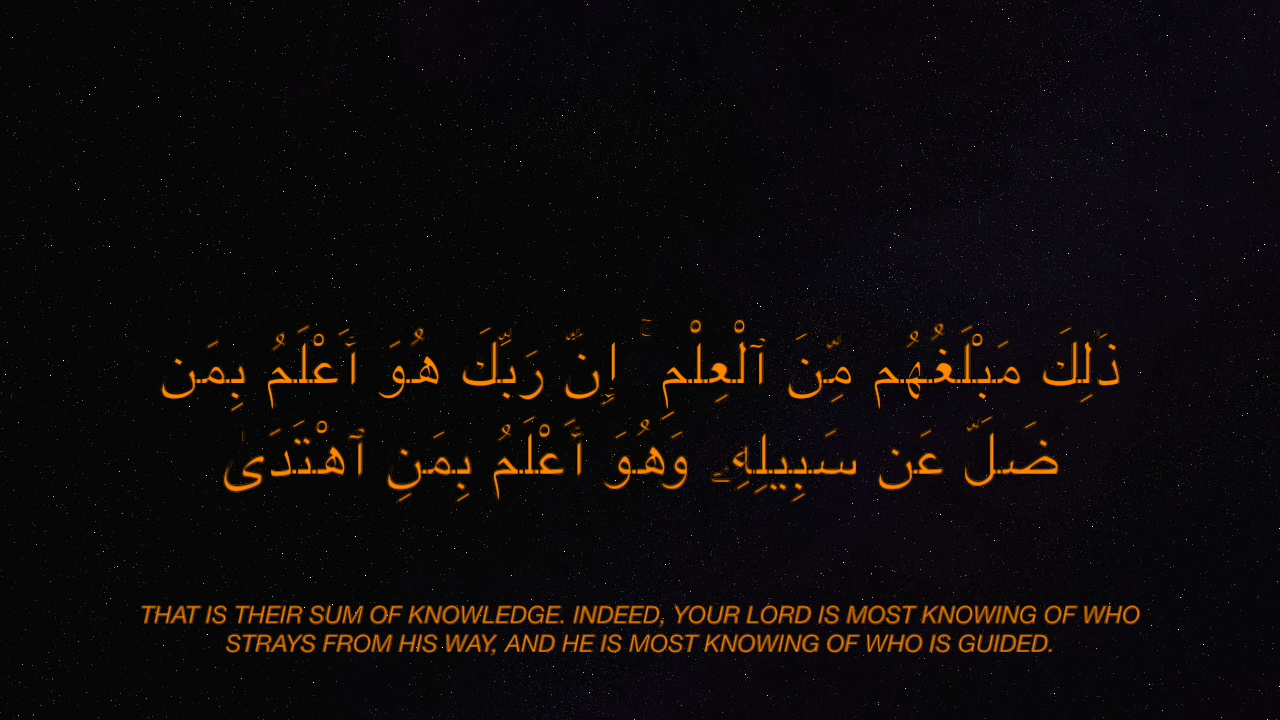 ذَٰلِكَ مَبْلَغُهُم مِّنَ ٱلْعِلْمِ ۚ إِنَّ رَبَّكَ هُوَ أَعْلَمُ بِمَن
ضَلَّ عَن سَبِيلِهِۦ وَهُوَ أَعْلَمُ بِمَنِ ٱهْتَدَىٰ
THAT IS THEIR SUM OF KNOWLEDGE. INDEED, YOUR LORD IS MOST KNOWING OF WHO
STRAYS FROM HIS WAY, AND HE IS MOST KNOWING OF WHO IS GUIDED.